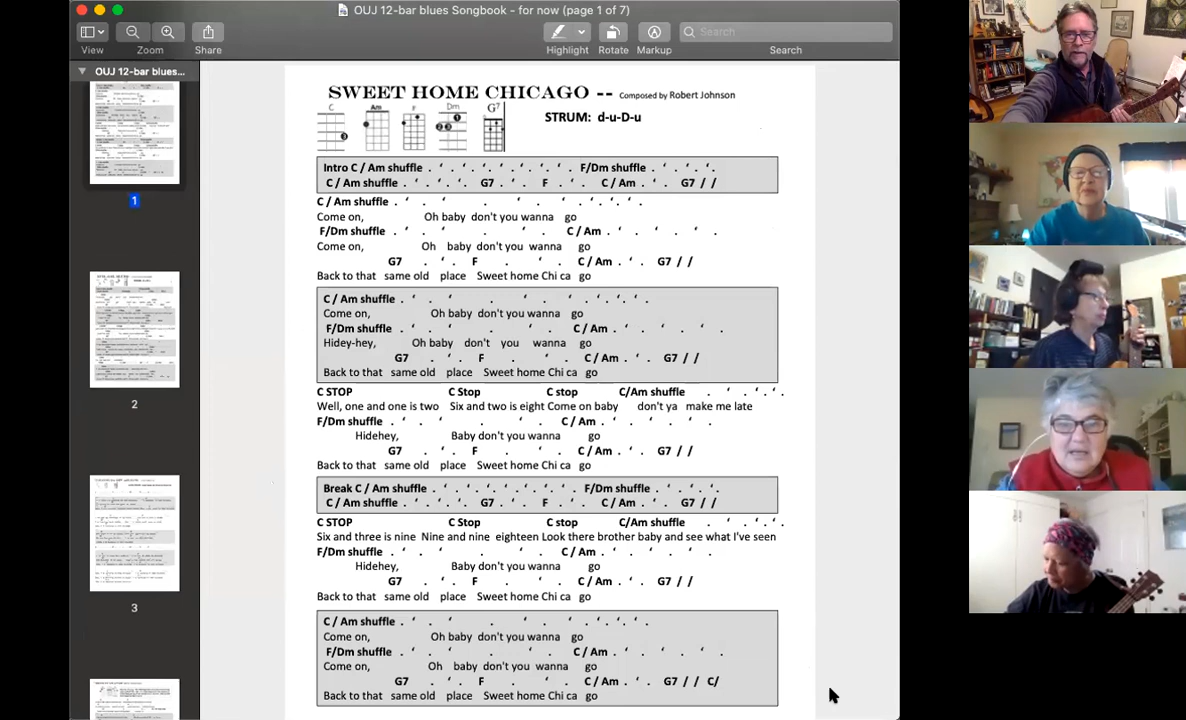 OUJ 12-bar blues Songbook - for now (page 1 of 7)
View
Zoom
Share
Highlight
Rotate
Markup
Search
Search
OUJ 12-bar blues...
1
2
3
SWEET HOME CHICAGO -- Composed by Robert Johnson
C Am F Dm G7
STRUM: d-u-D-u
Intro C / Am shuffle . ‘ . ‘ . ‘ . ‘ . ‘ . ‘ . F/Dm shuffle . ‘ . ‘ .
C / Am shuffle . ‘ . ‘ . G7 . ‘ . F . ‘ . C / Am . ‘ . G7 / /
C / Am shuffle . ‘ . ‘ . ‘ . ‘ . ‘ . ‘ .
Come on, Oh baby don't you wanna go
F/Dm shuffle . ‘ . ‘ . ‘ . C / Am . ‘ . ‘ . ‘ .
Come on, Oh baby don't you wanna go
G7 . ‘ . F . ‘ . C / Am . ‘ . G7 / /
Back to that same old place Sweet home Chi ca go
C / Am shuffle . ‘ . ‘ . ‘ . ‘ . ‘ . ‘ .
Come on, Oh baby don't you wanna go
F/Dm shuffle . ‘ . ‘ . ‘ . C / Am . ‘ . ‘ . ‘ .
Hidey-hey, Oh baby don't you wanna go
G7 . ‘ . F . ‘ . C / Am . ‘ . G7 / /
Back to that same old place Sweet home Chi ca go
C STOP C Stop C stop C/Am shuffle . ‘ . ‘ .
Well, one and one is two Six and two is eight Come on baby don't ya make me late
F/Dm shuffle . ‘ . ‘ . ‘ . C / Am . ‘ . ‘ . ‘ .
Hidehey, Baby don't you wanna go
G7 . ‘ . F . ‘ . C / Am . ‘ . G7 / /
Back to that same old place Sweet home Chi ca go
Break C / Am shuffle . ‘ . ‘ . ‘ . ‘ . ‘ . ‘ . F/Dm shuffle . ‘ . ‘ .
C / Am shuffle . ‘ . ‘ . G7 . ‘ . F . ‘ . C / Am . ‘ . G7 / /
C STOP C Stop C stop C/Am shuffle . ‘ . ‘ .
Six and three is nine Nine and nine eighteen Look there brother baby and see what I've seen
F/Dm shuffle . ‘ . ‘ . ‘ . C / Am . ‘ . ‘ . ‘ .
Hidehey, Baby don't you wanna go
G7 . ‘ . F . ‘ . C / Am . ‘ . G7 / /
Back to that same old place Sweet home Chi ca go
C / Am shuffle . ‘ . ‘ . ‘ . ‘ . ‘ . ‘ .
Come on, Oh baby don't you wanna go
F/Dm shuffle . ‘ . ‘ . ‘ . C / Am . ‘ . ‘ . ‘ .
Come on, Oh baby don't you wanna go
G7 . ‘ . F . ‘ . C / Am . ‘ . G7 / / C/
Back to that same old place Sweet home Chi ca go